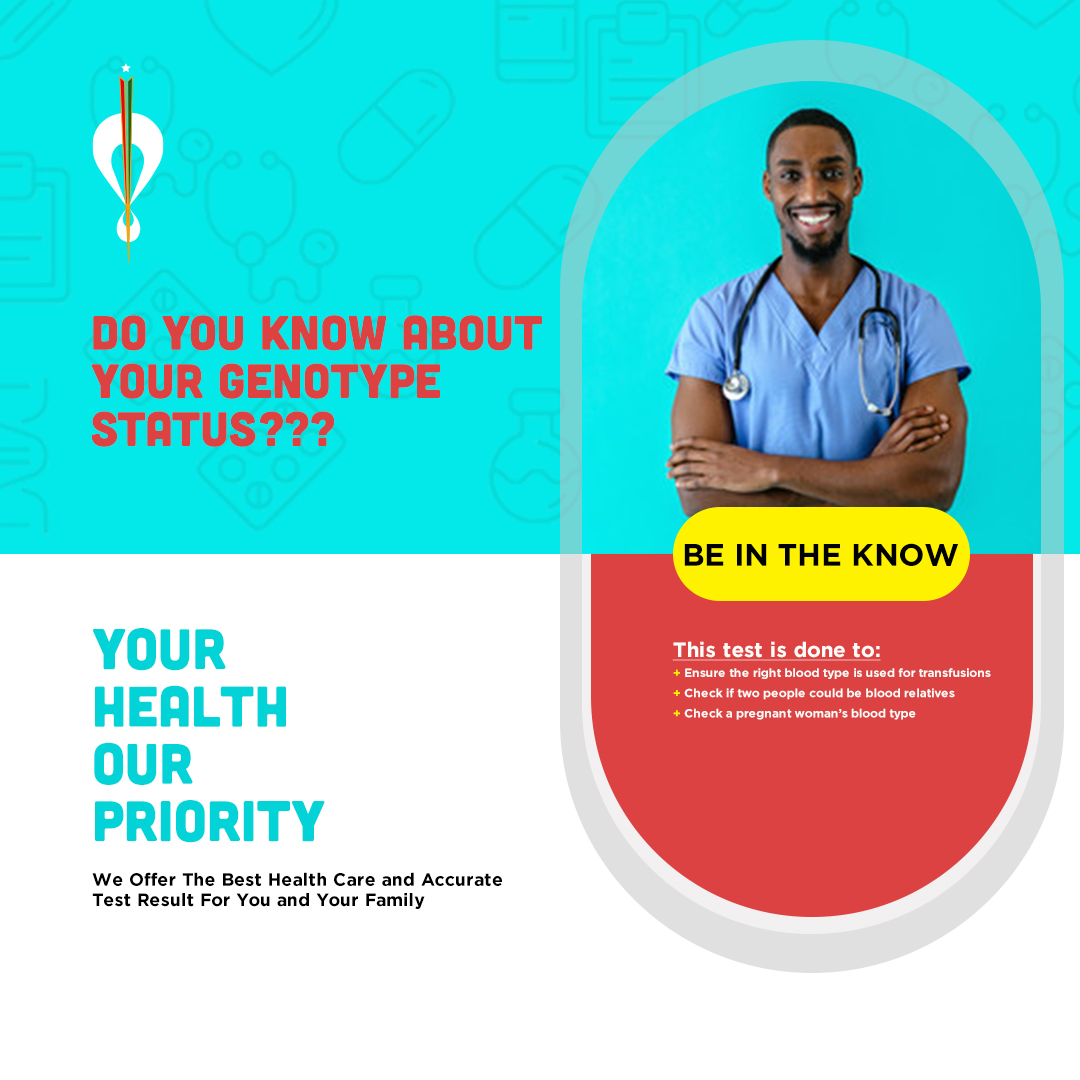 DO YOU KNOW ABOUT
YOUR GENOTYPE
STATUS???
BE IN THE KNOW
This test is done to:
+ Ensure the right blood type is used for transfusions
+ Check if two people could be blood relatives
+ Check a pregnant woman's blood type
YOUR
HEALTH
OUR
PRIORITY
We Offer The Best Health Care and Accurate
Test Result For You and Your Family